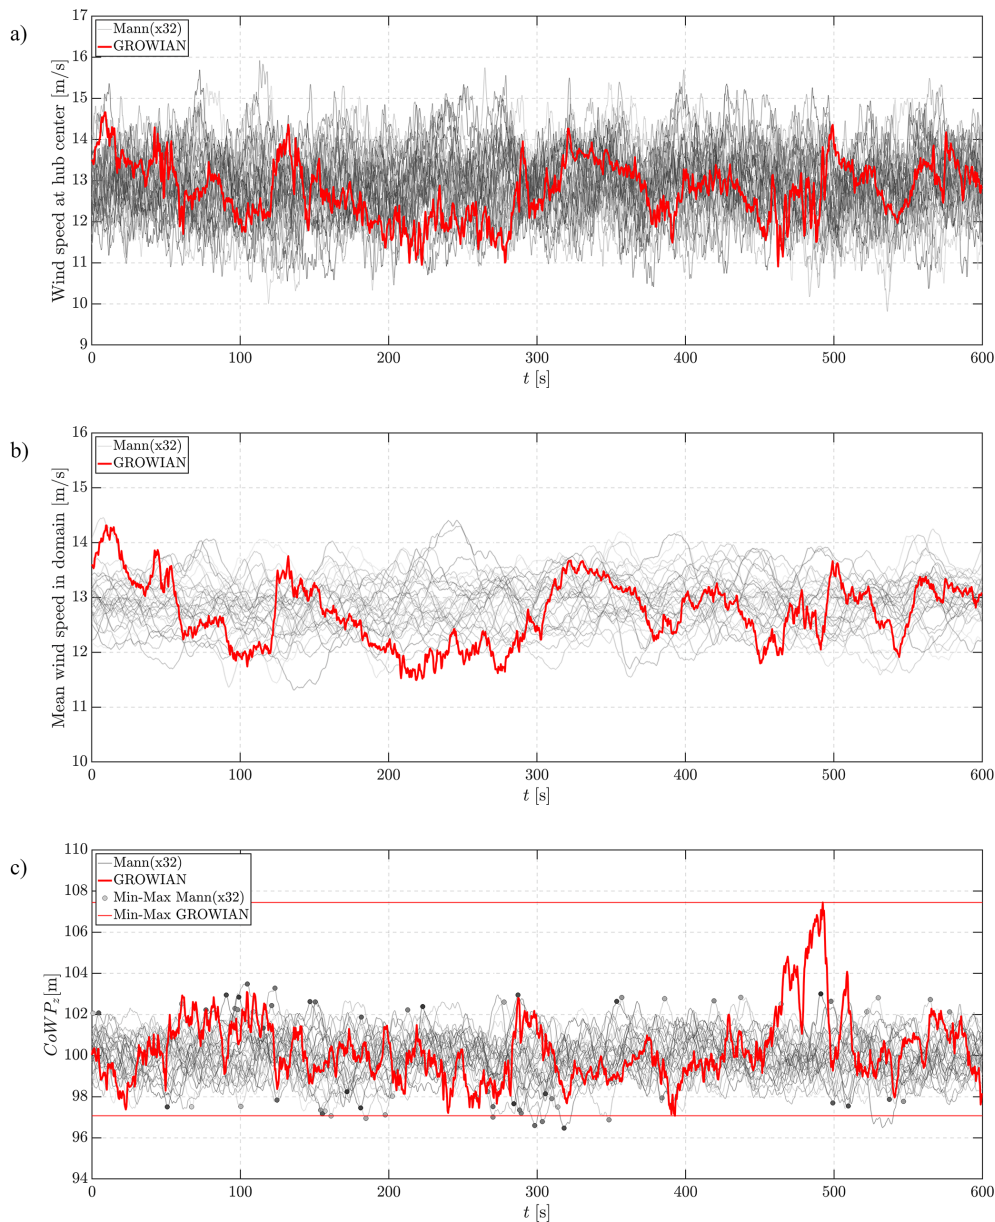 a)
Wind speed at hub center [m/s]
17
16
15
14
13
12
11
10
9
Mann(x32)
GROWIAN
0
100
200
300
400
500
600
t [s]
b)
Mean wind speed in domain [m/s]
16
15
14
13
12
11
10
Mann(x32)
GROWIAN
0
100
200
300
400
500
600
t [s]
c)
CoWP_z[m]
110
108
106
104
102
100
98
96
94
Mann(x32)
GROWIAN
Min-Max Mann(x32)
Min-Max GROWIAN
0
100
200
300
400
500
600
t [s]